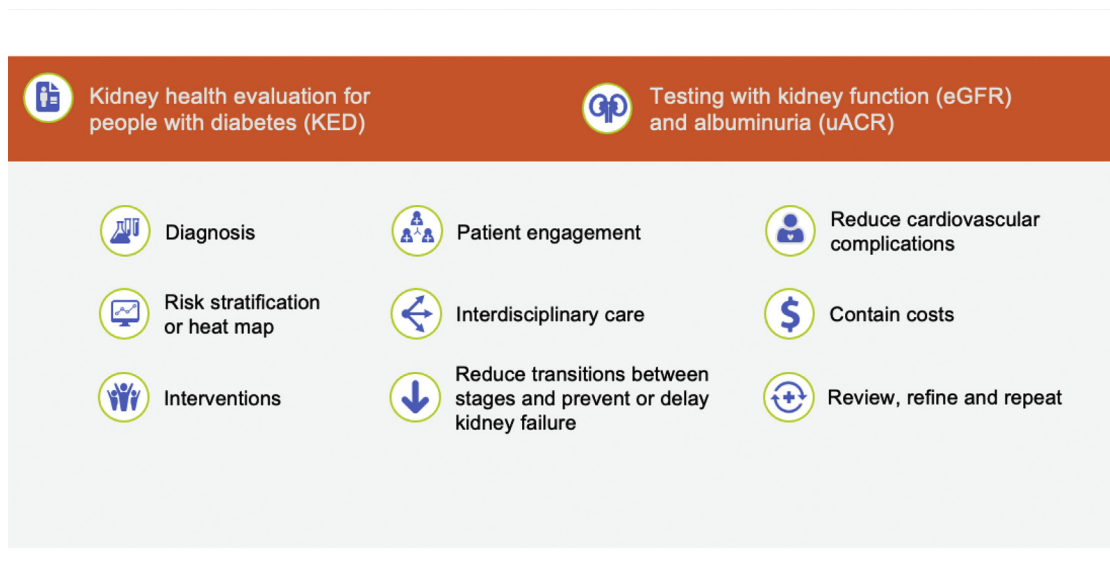 Kidney health evaluation for
people with diabetes (KED)
Testing with kidney function (eGFR)
and albuminuria (uACR)
Diagnosis
Risk stratification
or heat map
Interventions
Patient engagement
Interdisciplinary care
Reduce transitions between
stages and prevent or delay
kidney failure
Reduce cardiovascular
complications
$ Contain costs
Review, refine and repeat